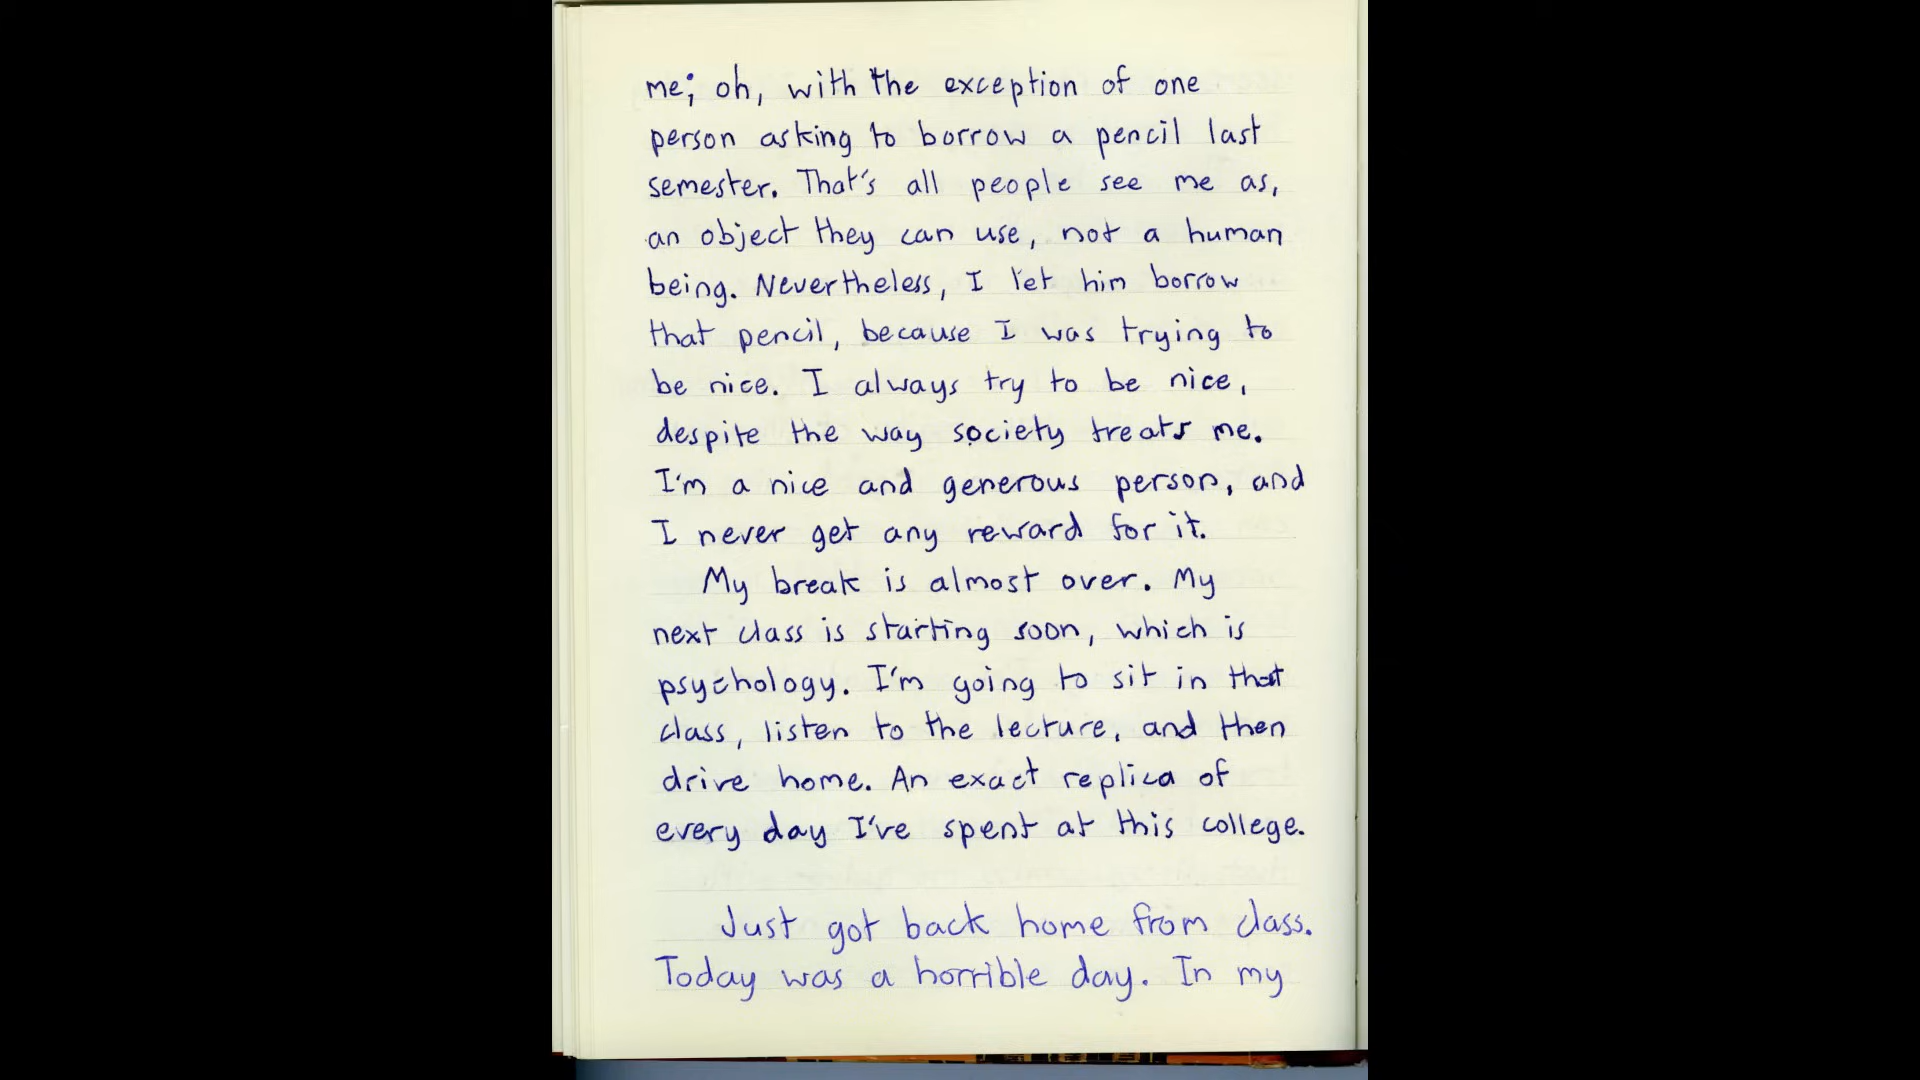 me; oh, with the exception of one
person asking to borrow a pencil last
semester. That's all people see me as,
an object they can use, not a human
being. Nevertheless, I let him borrow
that pencil, because I was trying to
be nice. I always try to be nice,
despite the way society treats me.
I'm a nice and generous person, and
I never get any reward for it.
My break is almost over. My
next class is starting soon, which is
psychology. I'm going to sit in that
class, listen to the lecture, and then
drive home. An exact replica of
every day I've spent at this college.
Just got back home from class.
Today was a horrible day. In my